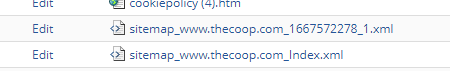 Edit cookiepolicy (4).htm
Edit sitemap_www.thecoop.com_1667572278_1.xml
Edit sitemap_www.thecoop.com_Index.xml